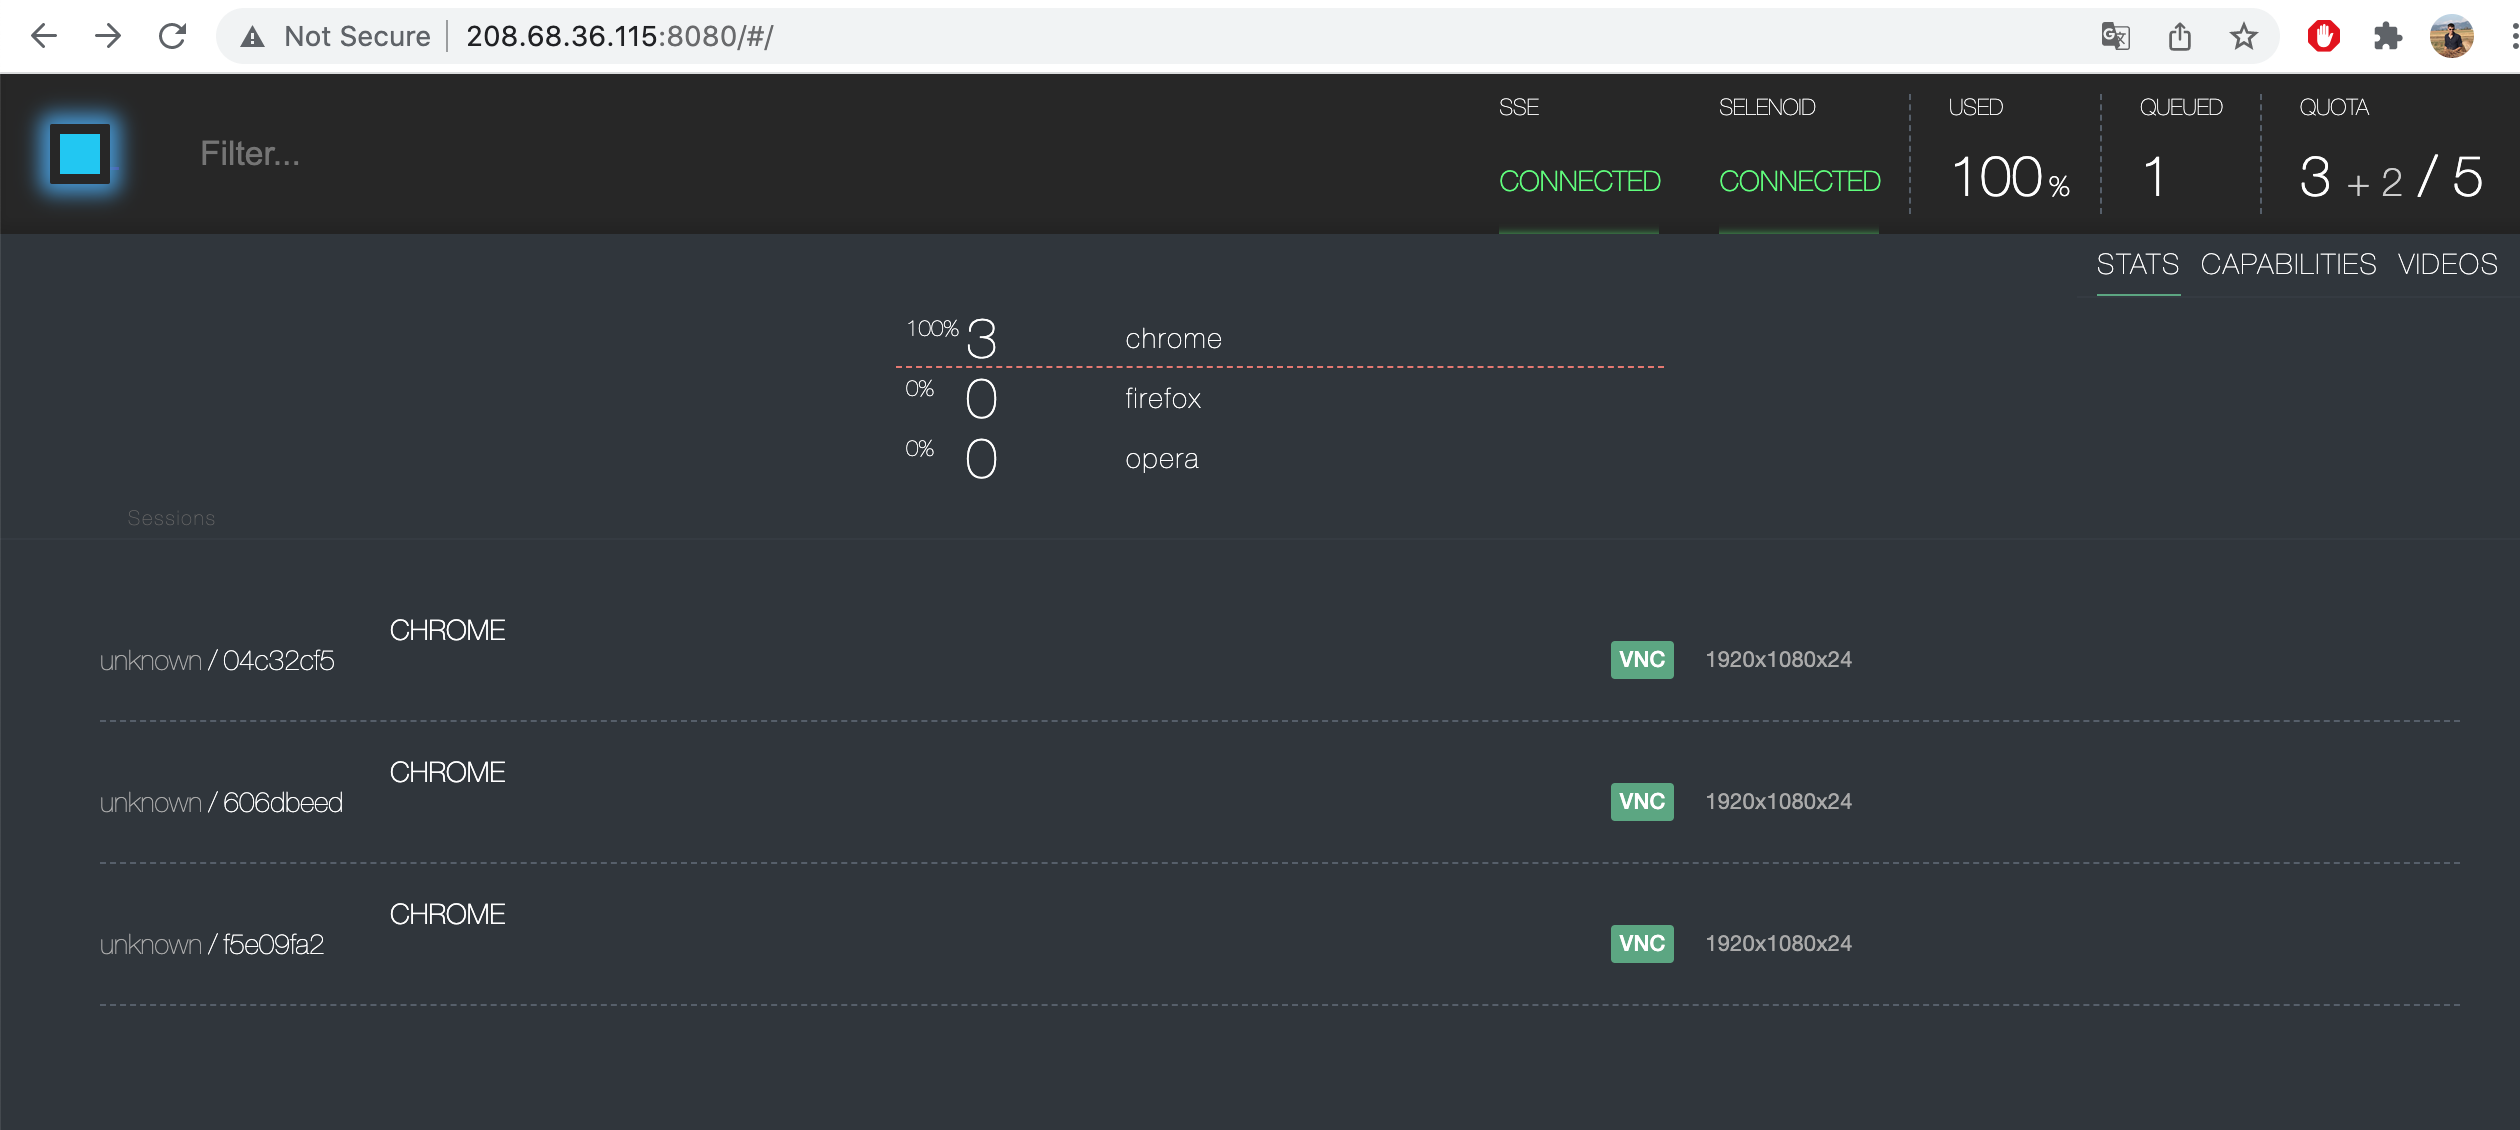 Not Secure 208.68.36.115:8080/#/
Filter...
SSE
CONNECTED
SELENOID
CONNECTED
USED
100 %
QUEUED
1
QUOTA
3 + 2 / 5
STATS CAPABILITIES VIDEOS
100% 3 chrome
0% 0 firefox
0% 0 opera
Sessions
CHROME
unknown / 04c32cf5 VNC 1920x1080x24
CHROME
unknown / 606dbeed VNC 1920x1080x24
CHROME
unknown / f5e09fa2 VNC 1920x1080x24